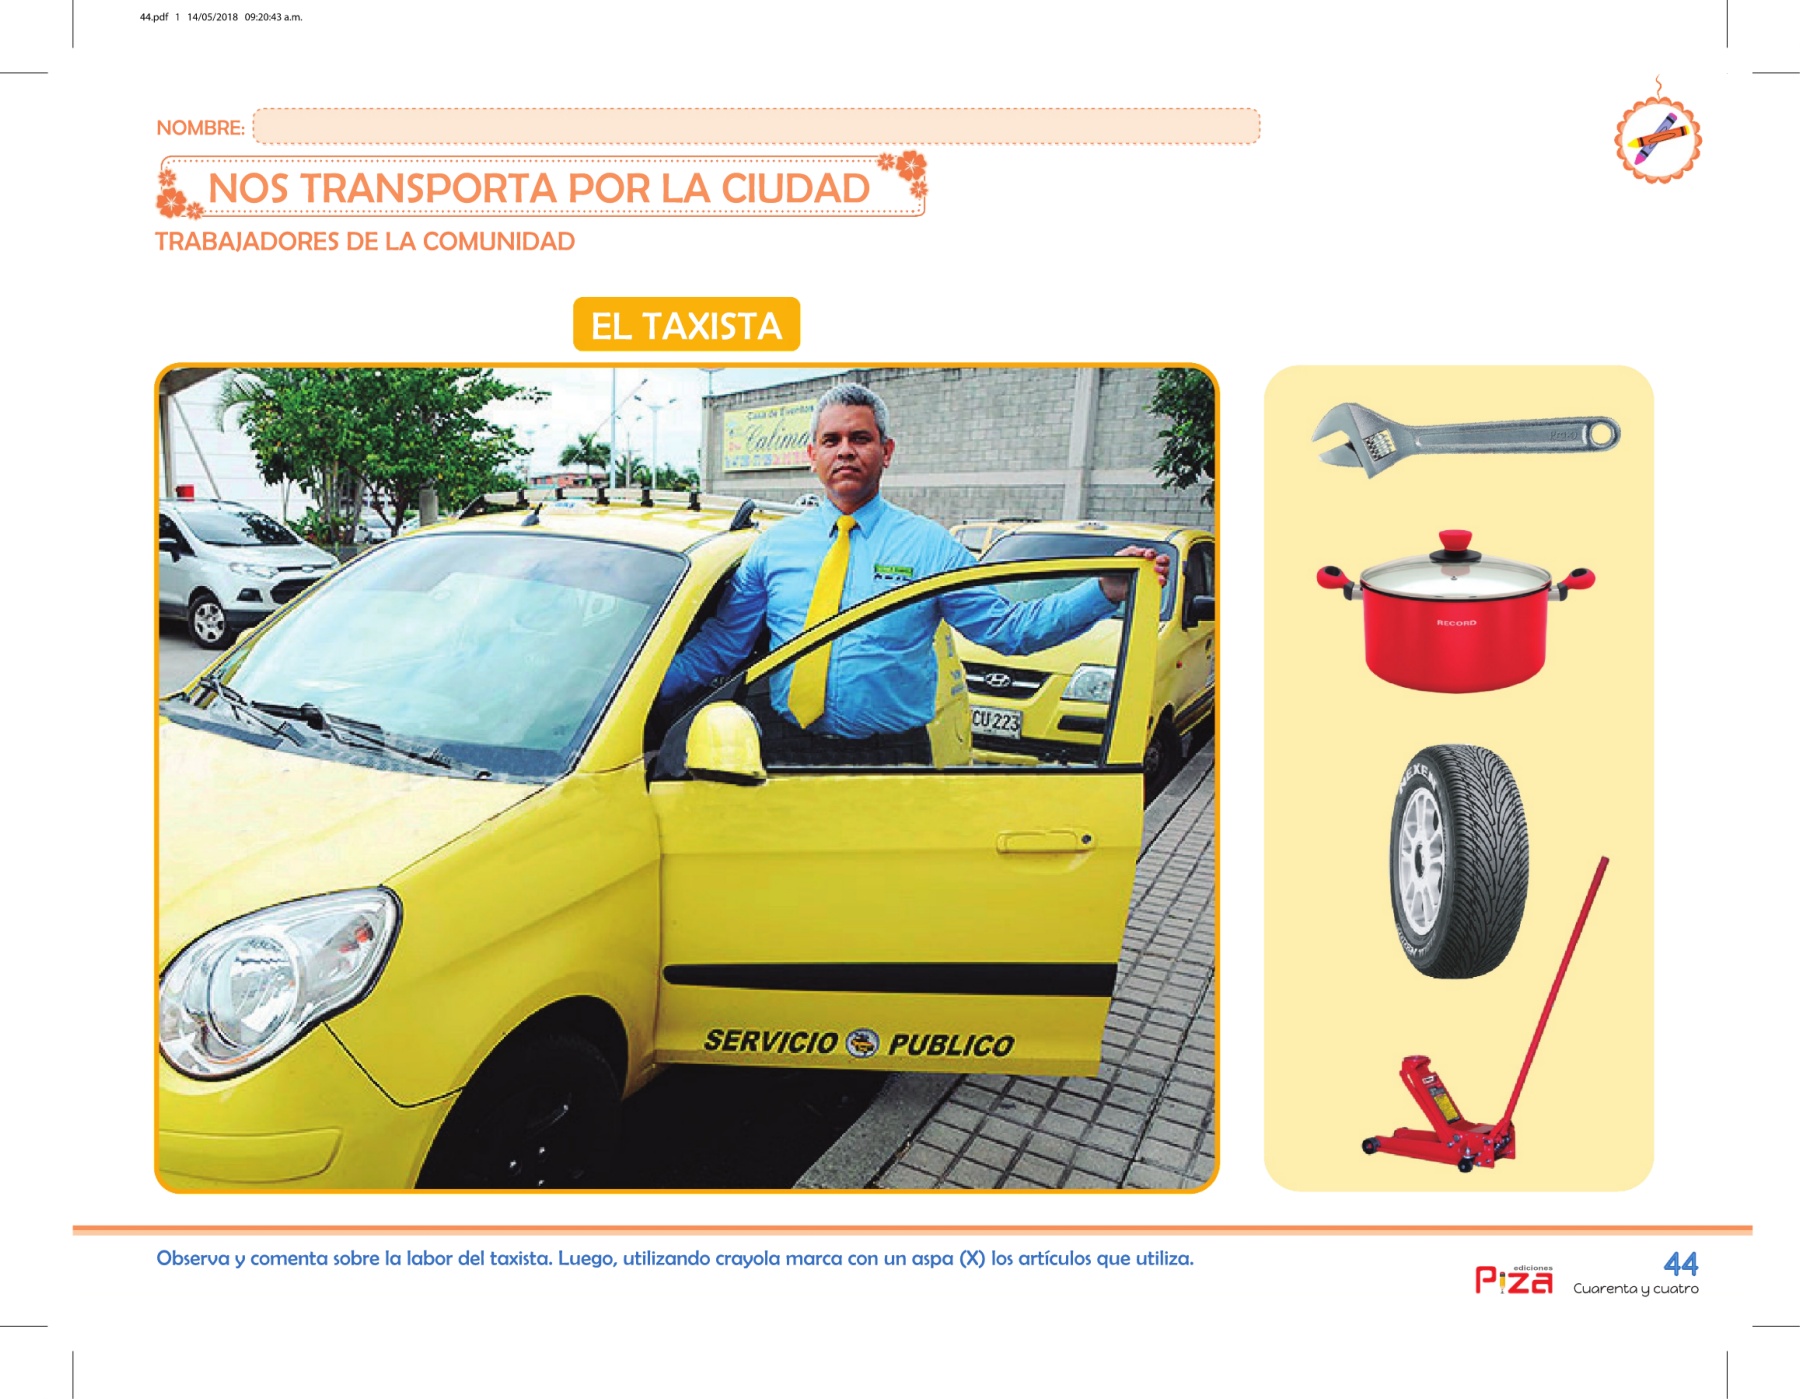 44.pdf 1 14/05/2018 09:20:43 a.m.
NOMBRE:
NOS TRANSPORTA POR LA CIUDAD
TRABAJADORES DE LA COMUNIDAD
EL TAXISTA
Casa de Eventos
Calima
CU 223
SERVICIO PUBLICO
RECORD
NEXEN
Observa y comenta sobre la labor del taxista. Luego, utilizando crayola marca con un aspa (X) los artículos que utiliza.
ediciones
Piza
44
Cuarenta y cuatro